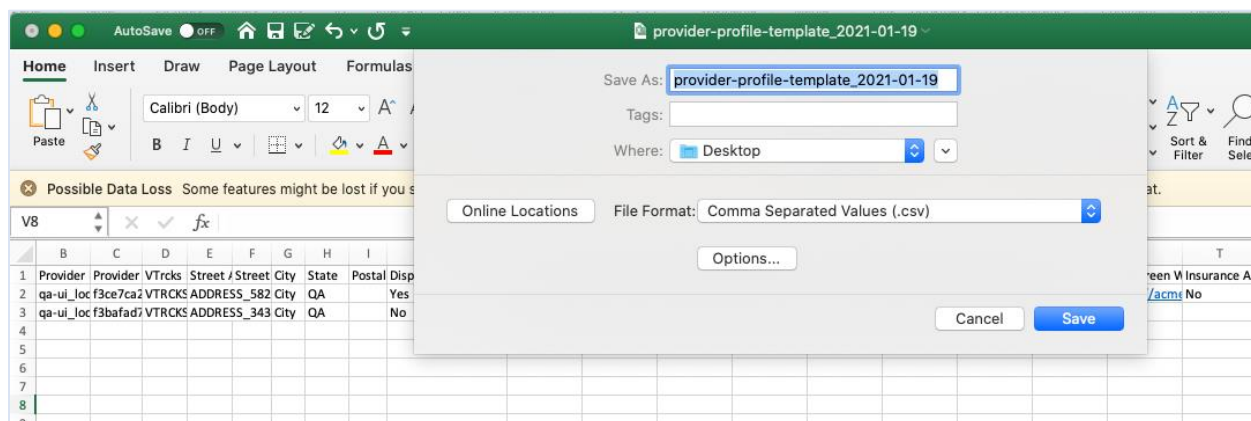 AutoSave OFF provider-profile-template_2021-01-19
Home Insert Draw Page Layout Formulas
Save As: provider-profile-template_2021-01-19
Tags:
Where: Desktop
Calibri (Body) 12 A
Paste B I U A
Sort & Filter
Find
Sele
Possible Data Loss Some features might be lost if you s at.
Online Locations File Format: Comma Separated Values (.csv)
V8 fx
Options...
B C D E F G H I T
1 Provider Provider VTrcks Street A Street City State Postal Disp reen W Insurance A
2 qa-ui_loc f3ce7ca2 VTRCKS ADDRESS_582 City QA Yes /acme No
3 qa-ui_loc f3bafad7 VTRCKS ADDRESS_343 City QA No
Cancel Save
4
5
6
7
8